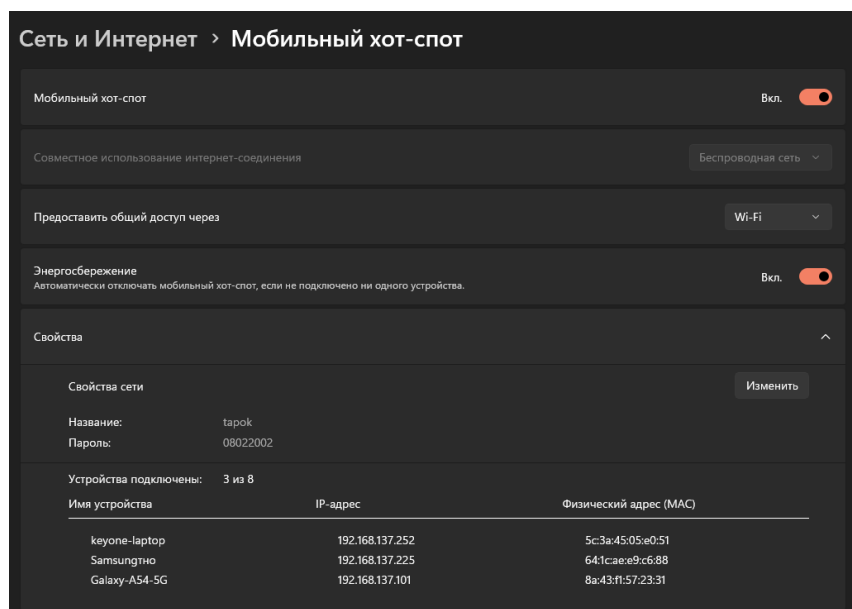 Сеть и Интернет > Мобильный хот-спот
Мобильный хот-спот Вкл.
Совместное использование интернет-соединения Беспроводная сеть
Предоставить общий доступ через Wi-Fi
Энергосбережение
Автоматически отключать мобильный хот-спот, если не подключено ни одного устройства. Вкл.
Свойства
Свойства сети Изменить
Название: tapok
Пароль: 08022002
Устройства подключены: 3 из 8
Имя устройства IP-адрес Физический адрес (MAC)
keyone-laptop 192.168.137.252 5c:3a:45:05:e0:51
Samsungтно 192.168.137.225 64:1c:ae:e9:c6:88
Galaxy-A54-5G 192.168.137.101 8a:43:f1:57:23:31